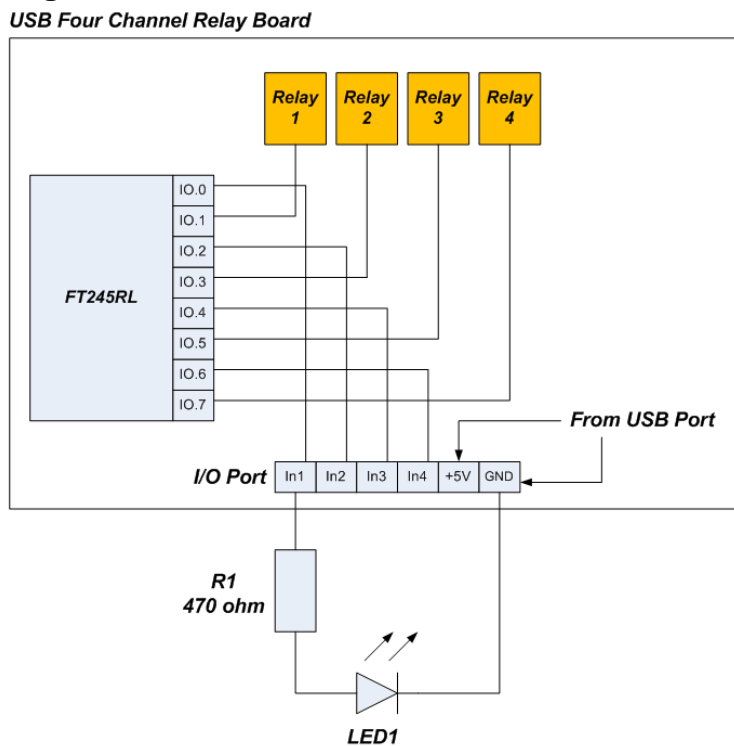 USB Four Channel Relay Board
Relay 1
Relay 2
Relay 3
Relay 4
FT245RL
IO.0
IO.1
IO.2
IO.3
IO.4
IO.5
IO.6
IO.7
From USB Port
I/O Port
In1
In2
In3
In4
+5V
GND
R1
470 ohm
LED1